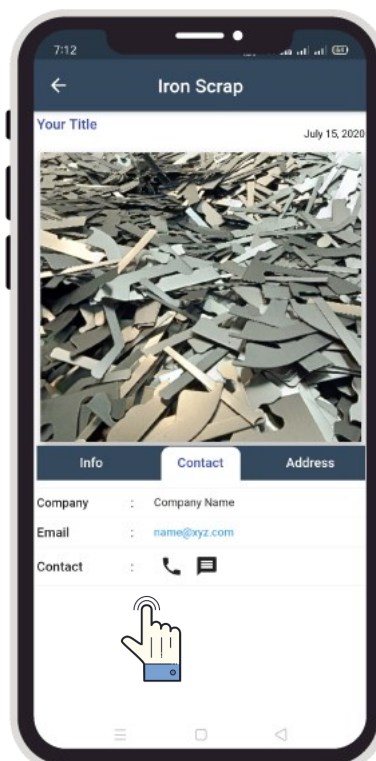 7:12
Iron Scrap
Your Title
July 15, 2020
Info Contact Address
Company : Company Name
Email : name@xyz.com
Contact :